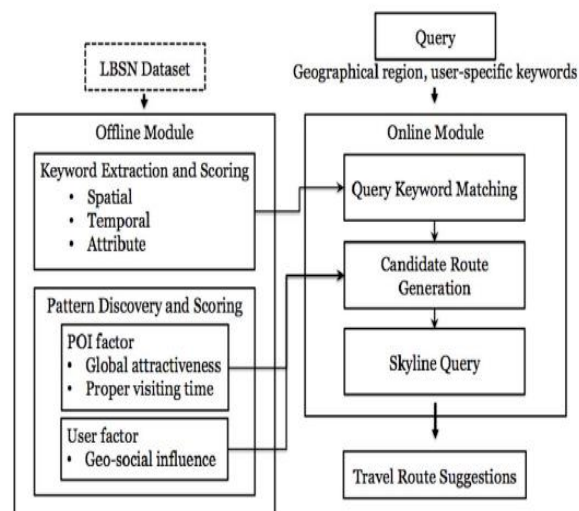 LBSN Dataset
Offline Module
Keyword Extraction and Scoring
• Spatial
• Temporal
• Attribute
Pattern Discovery and Scoring
POI factor
• Global attractiveness
• Proper visiting time
User factor
• Geo-social influence
Query
Geographical region, user-specific keywords
Online Module
Query Keyword Matching
Candidate Route
Generation
Skyline Query
Travel Route Suggestions